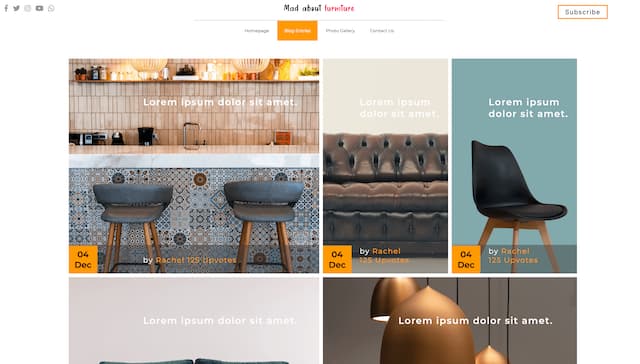 Mad about furniture
Subscribe
Homepage
Blog Entries
Photo Gallery
Contact Us
Lorem ipsum dolor sit amet.
Lorem ipsum
dolor sit amet.
Lorem ipsum
dolor sit amet.
04
Dec
by Rachel 125 Upvotes
04
Dec
by Rachel
125 Upvotes
04
Dec
by Rachel
125 Upvotes
Lorem ipsum dolor sit amet.
Lorem ipsum dolor sit amet.